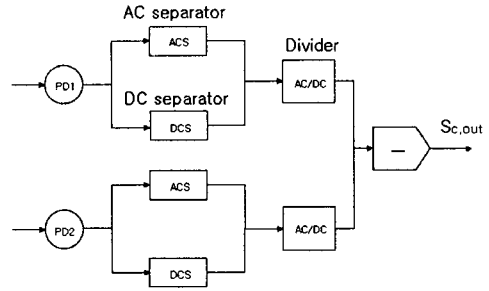 AC separator
ACS
Divider
PD1
AC/DC
DC separator
DCS
Sc,out
−
ACS
PD2
AC/DC
DCS